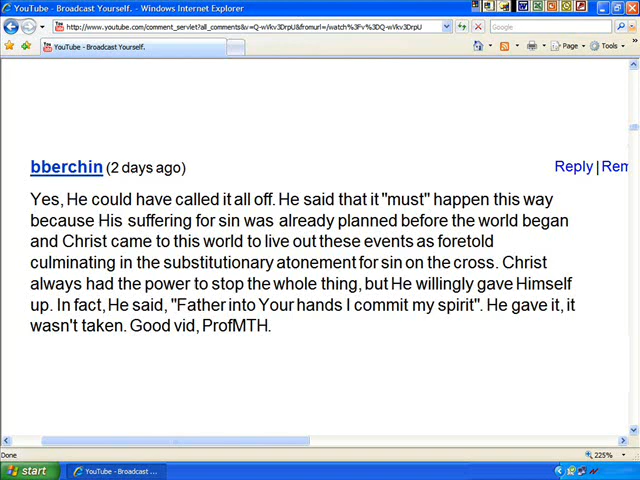 YouTube - Broadcast Yourself. - Windows Internet Explorer
http://www.youtube.com/comment_servlet?all_comments&v=Q-wVkv3DrpU&fromurl=/watch%3Fv%3DQ-wVkv3DrpU
Google
YouTube - Broadcast Yourself.
Page
Tools
bberchin (2 days ago)
Reply | Rem
Yes, He could have called it all off. He said that it "must" happen this way
because His suffering for sin was already planned before the world began
and Christ came to this world to live out these events as foretold
culminating in the substitutionary atonement for sin on the cross. Christ
always had the power to stop the whole thing, but He willingly gave Himself
up. In fact, He said, "Father into Your hands I commit my spirit". He gave it, it
wasn't taken. Good vid, ProfMTH.
Done
225%
start
YouTube - Broadcast ...